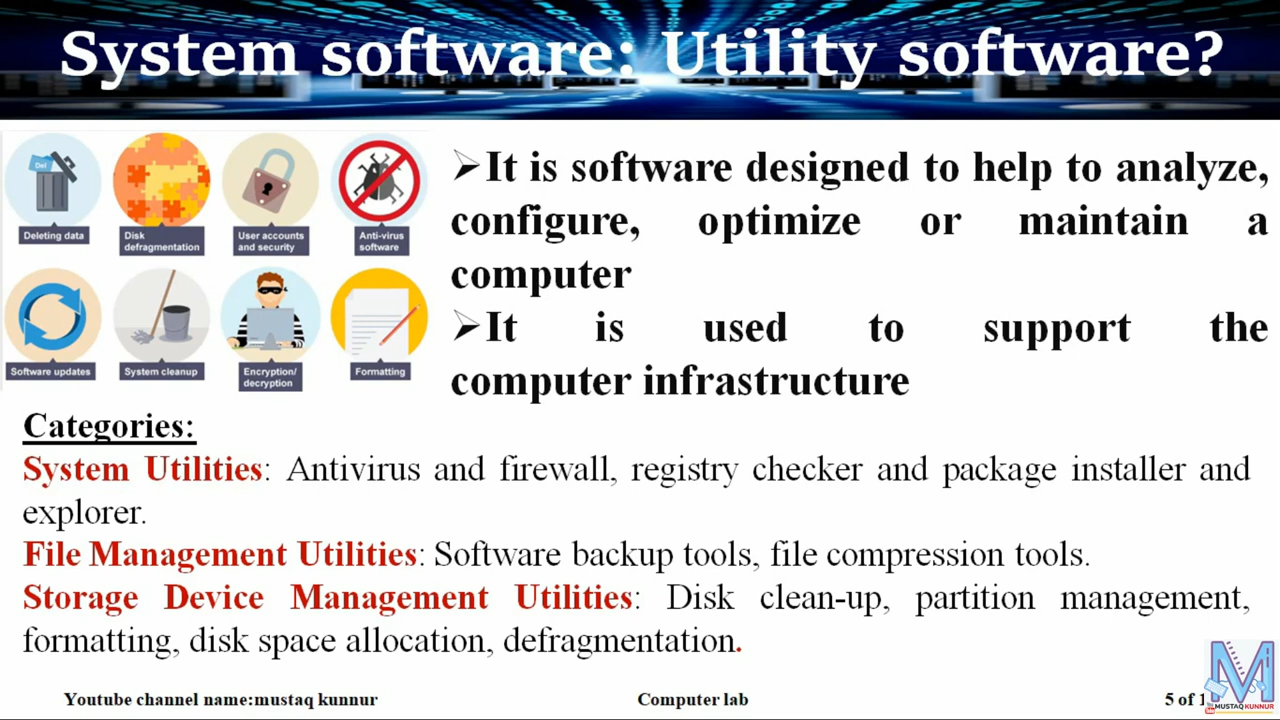 System software: Utility software?
Del
Deleting data
Disk
defragmentation
User accounts
and security
Anti-virus
software
Software updates
System cleanup
Encryption/
decryption
Formatting
➢It is software designed to help to analyze,
configure, optimize or maintain a
computer
➢It is used to support the
computer infrastructure
Categories:
System Utilities: Antivirus and firewall, registry checker and package installer and
explorer.
File Management Utilities: Software backup tools, file compression tools.
Storage Device Management Utilities: Disk clean-up, partition management,
formatting, disk space allocation, defragmentation.
Youtube channel name:mustaq kunnur
Computer lab
5 of
MUSTAQ KUNNUR